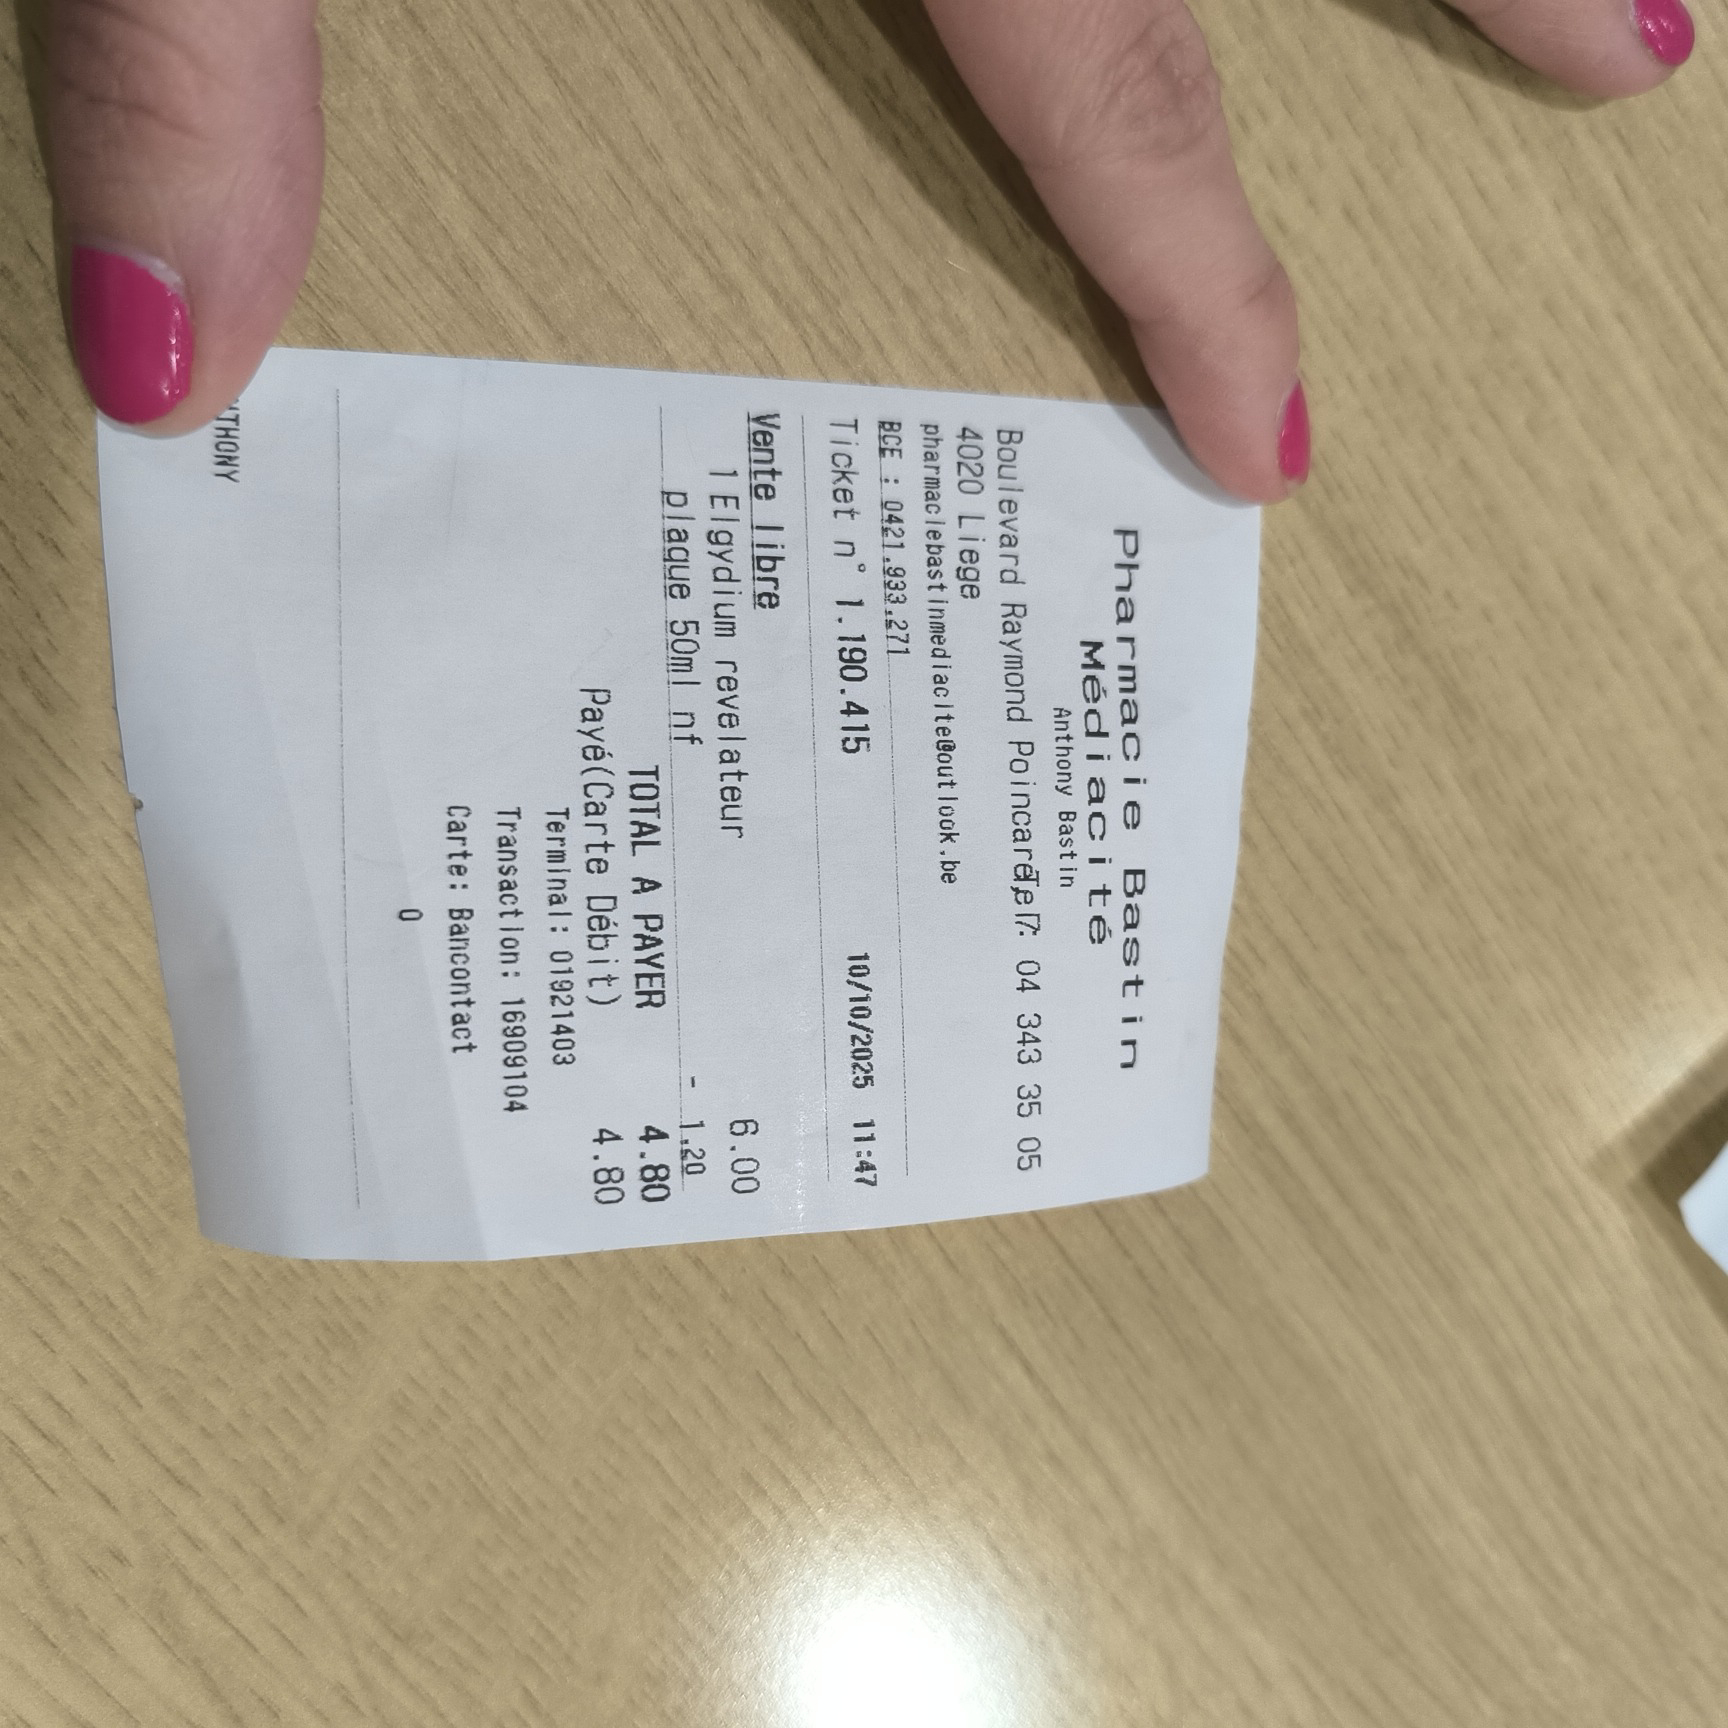 Pharmacie Bastin
Médiacité
Anthony Bastin
Boulevard Raymond Poincaré, Tel: 04 343 35 05
4020 Liege
pharmaciebastinmediacite@outlook.be
BCE : 0421.933.271
Ticket n° 1.190.415 10/10/2025 11:47
Vente libre
1 Elgydium revelateur 6.00
plaque 50ml nf - 1.20
TOTAL A PAYER 4.80
Payé(Carte Débit) 4.80
Terminal: 01921403
Transaction: 16909104
Carte: Bancontact
0